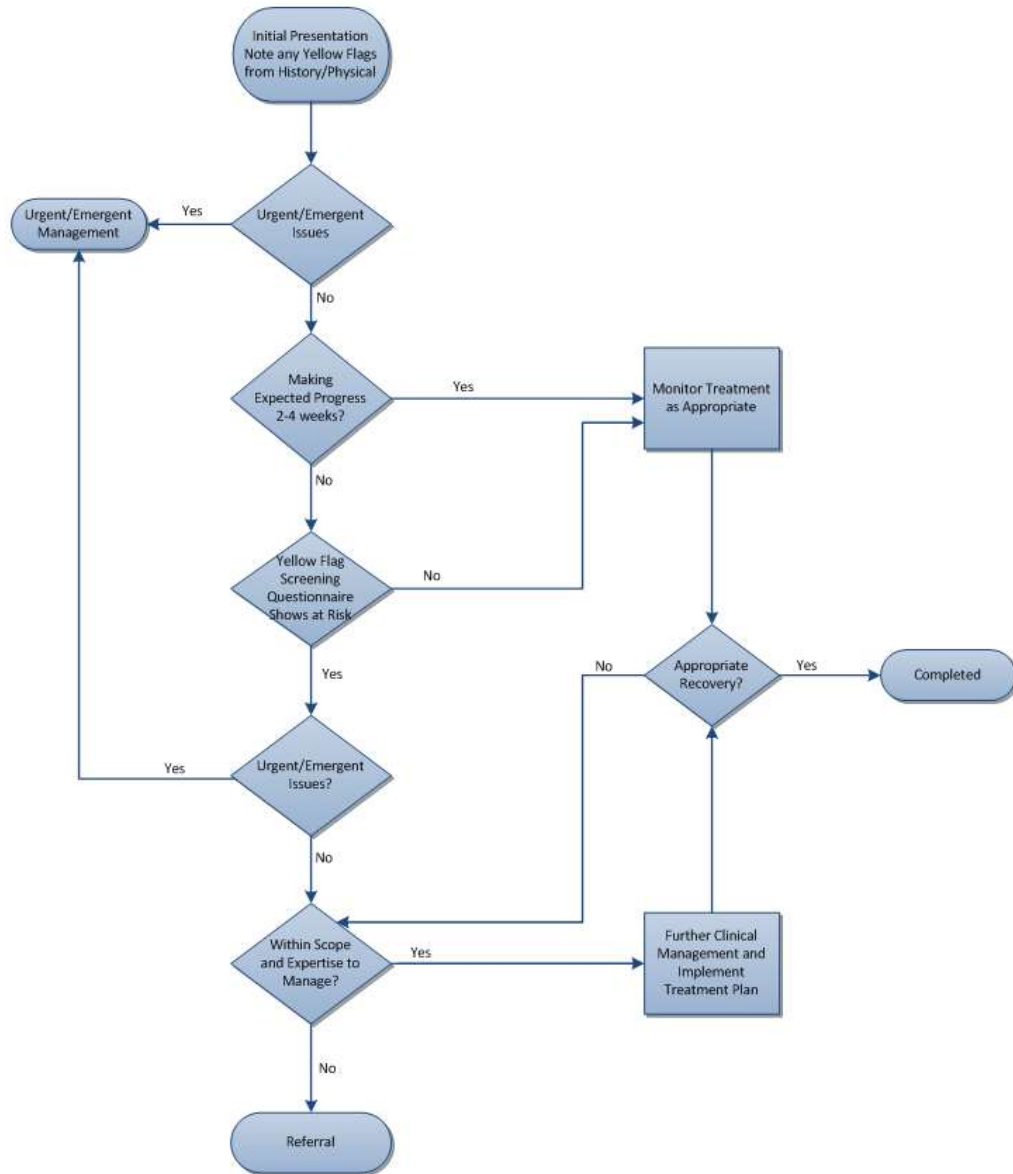 Initial Presentation
Note any Yellow Flags
from History/Physical
Urgent/Emergent
Management
Yes
Urgent/Emergent
Issues
No
Making
Expected Progress
2-4 weeks?
Yes
Monitor Treatment
as Appropriate
No
Yellow Flag
Screening
Questionnaire
Shows at Risk
No
Yes
No
Appropriate
Recovery?
Yes
Completed
Yes
Urgent/Emergent
Issues?
No
Within Scope
and Expertise to
Manage?
Yes
Further Clinical
Management and
Implement
Treatment Plan
No
Referral